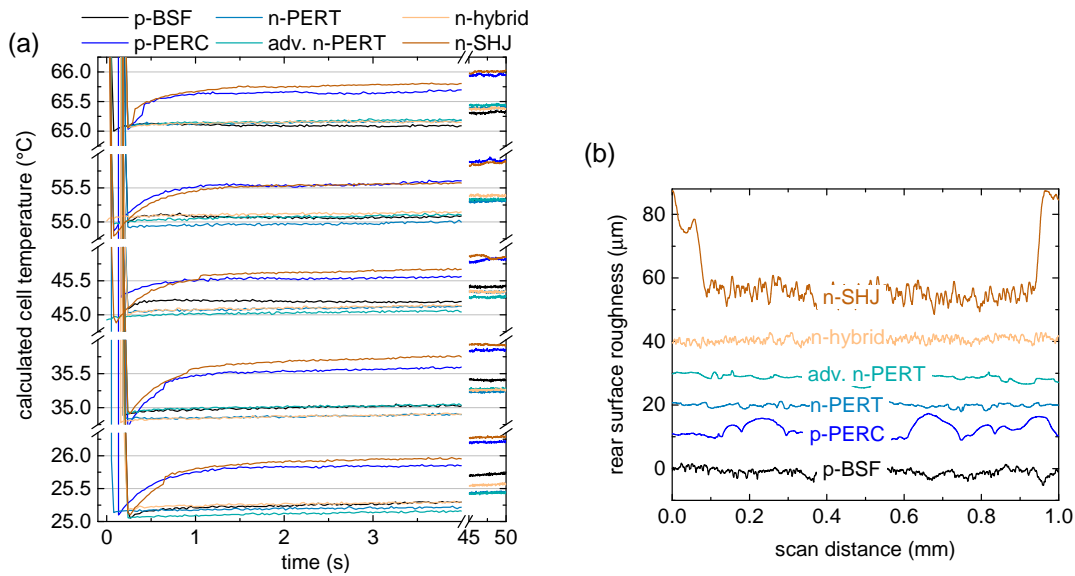 p-BSF n-PERT n-hybrid
p-PERC adv. n-PERT n-SHJ
(a)
calculated cell temperature (°C)
66.0
65.5
65.0
55.5
55.0
45.5
45.0
35.5
35.0
26.0
25.5
25.0
0 1 2 3 45 50
time (s)
(b)
rear surface roughness (µm)
80
60
40
20
0
n-SHJ
n-hybrid
adv. n-PERT
n-PERT
p-PERC
p-BSF
0.0 0.2 0.4 0.6 0.8 1.0
scan distance (mm)